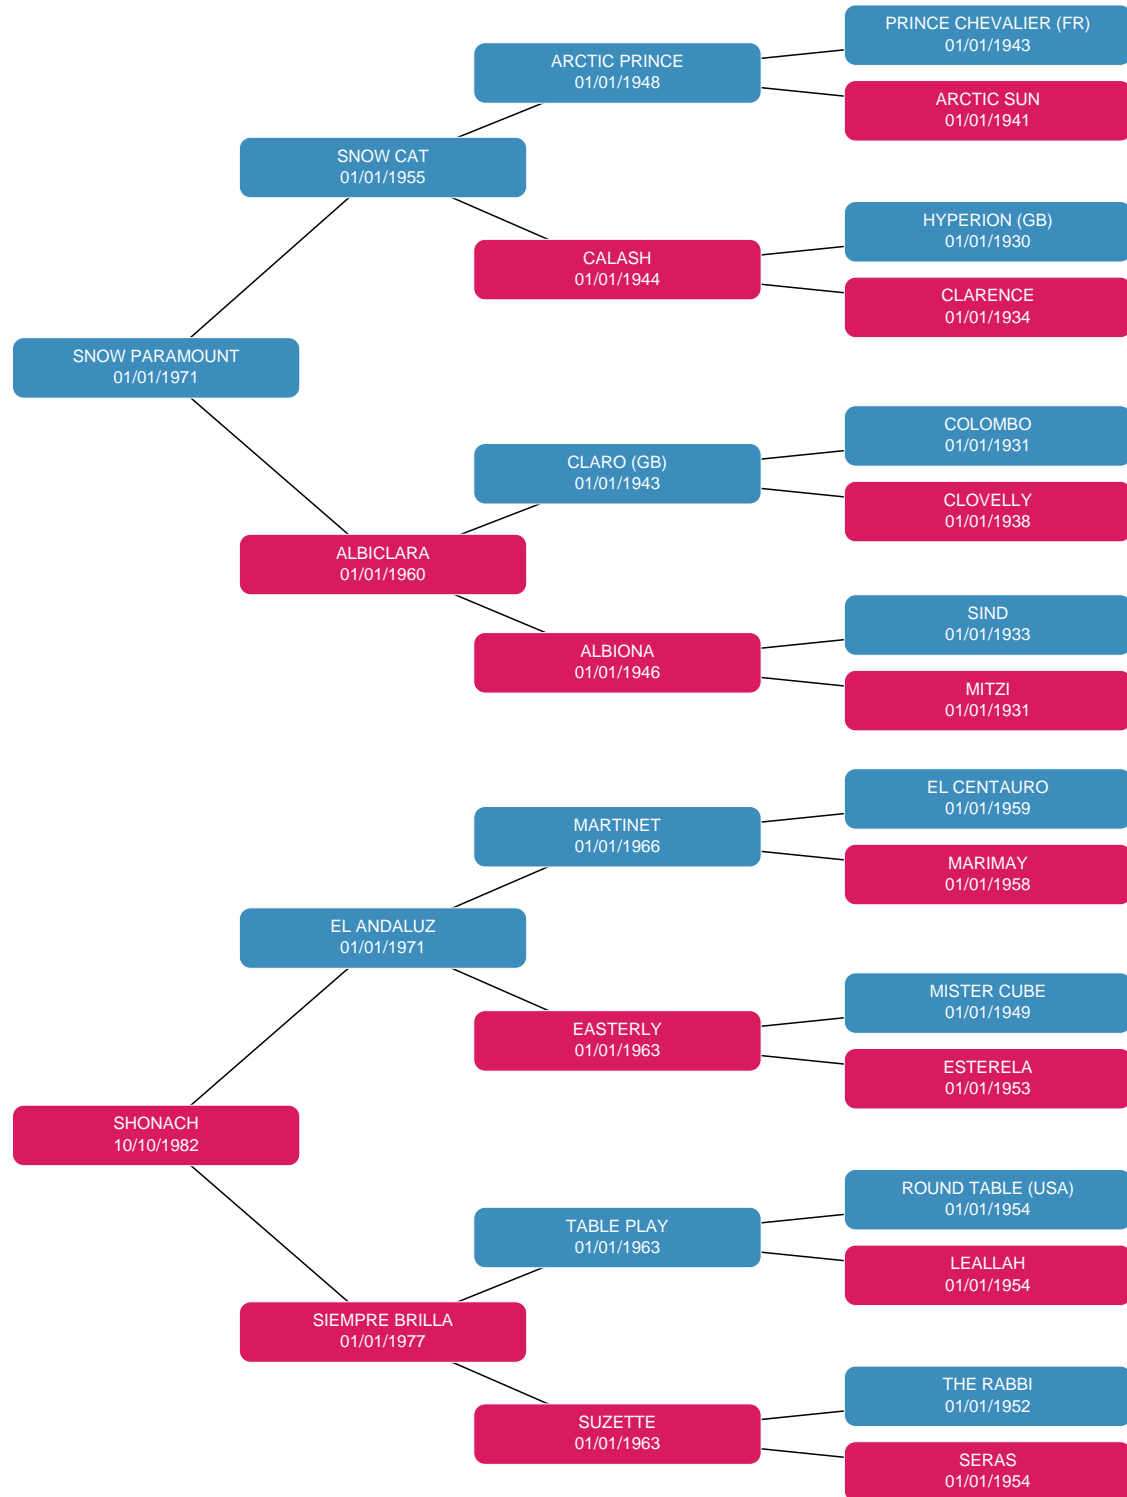 PRINCE CHEVALIER (FR)
01/01/1943
ARCTIC PRINCE
01/01/1948
ARCTIC SUN
01/01/1941
SNOW CAT
01/01/1955
HYPERION (GB)
01/01/1930
CALASH
01/01/1944
CLARENCE
01/01/1934
SNOW PARAMOUNT
01/01/1971
COLOMBO
01/01/1931
CLARO (GB)
01/01/1943
CLOVELLY
01/01/1938
ALBICLARA
01/01/1960
SIND
01/01/1933
ALBIONA
01/01/1946
MITZI
01/01/1931
EL CENTAURO
01/01/1959
MARTINET
01/01/1966
MARIMAY
01/01/1958
EL ANDALUZ
01/01/1971
MISTER CUBE
01/01/1949
EASTERLY
01/01/1963
ESTERELA
01/01/1953
SHONACH
10/10/1982
ROUND TABLE (USA)
01/01/1954
TABLE PLAY
01/01/1963
LEALLAH
01/01/1954
SIEMPRE BRILLA
01/01/1977
THE RABBI
01/01/1952
SUZETTE
01/01/1963
SERAS
01/01/1954